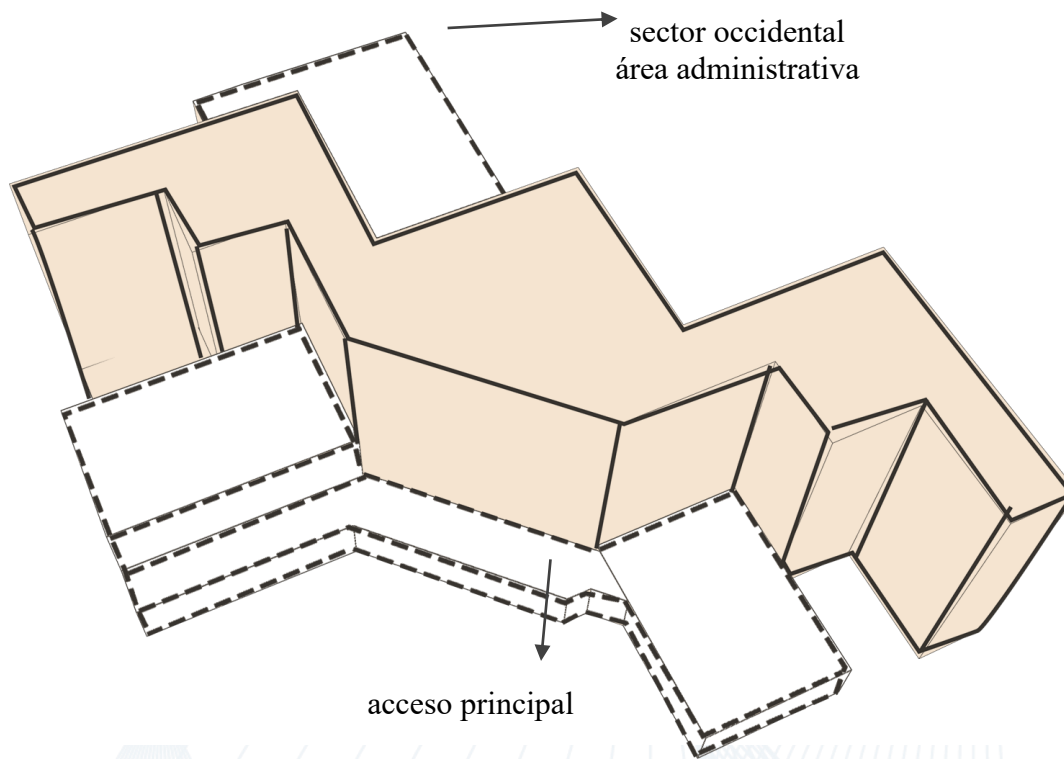 sector occidental
área administrativa
acceso principal